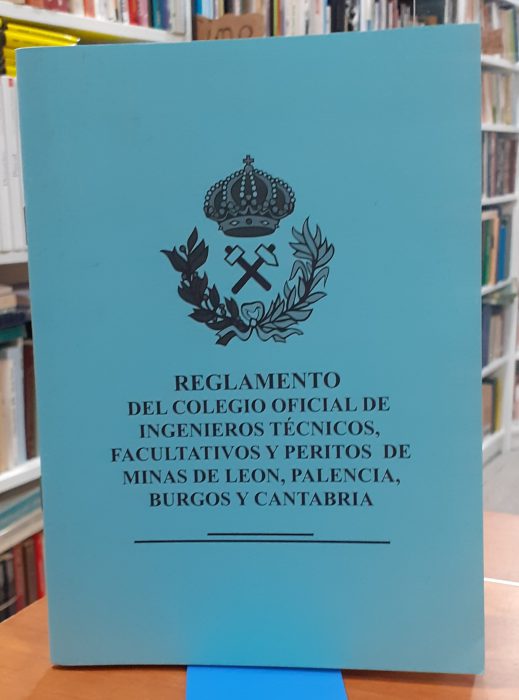 REGLAMENTO
DEL COLEGIO OFICIAL DE
INGENIEROS TÉCNICOS,
FACULTATIVOS Y PERITOS DE
MINAS DE LEON, PALENCIA,
BURGOS Y CANTABRIA